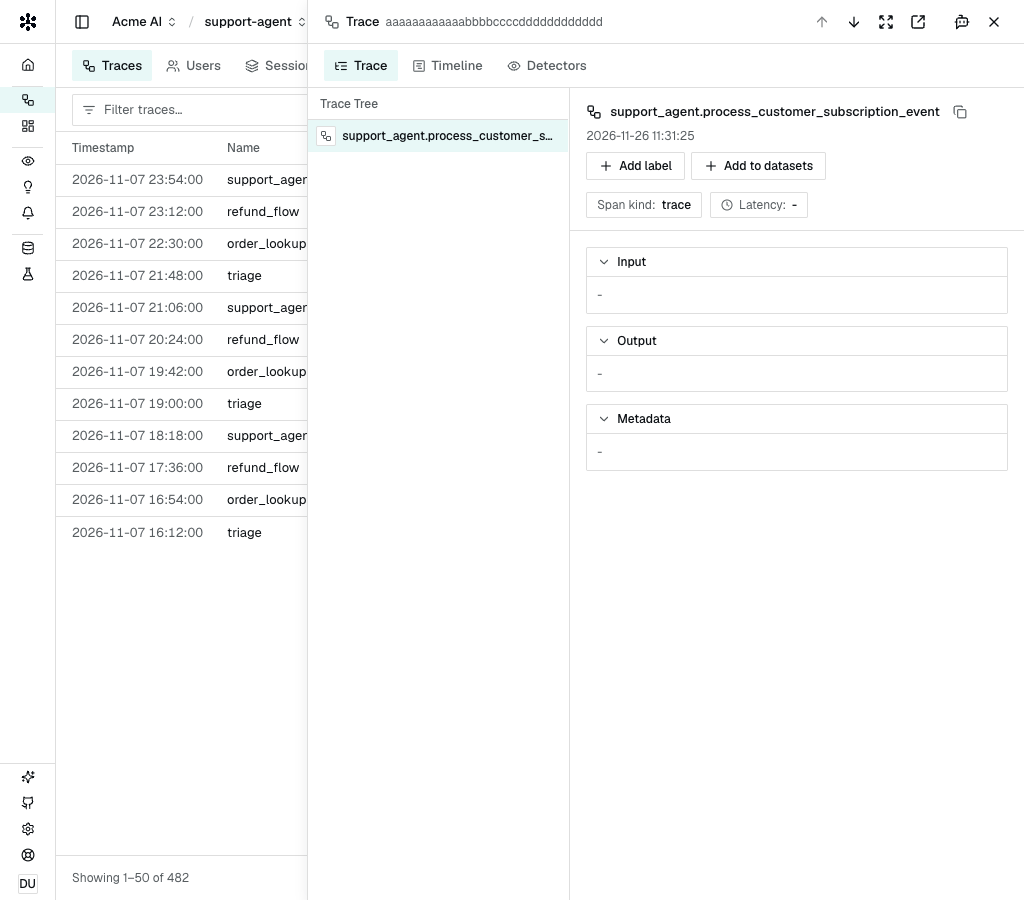 Acme AI / support-agent
Trace aaaaaaaaaaaabbbbccccdddddddddddd
Traces Users
Trace Timeline Detectors
Filter traces…
Trace Tree
support_agent.process_customer_s…
support_agent.process_customer_subscription_event
2026-11-26 11:31:25
Add label Add to datasets
Span kind: trace Latency: -
Input
-
Output
-
Metadata
-
Timestamp Name
2026-11-07 23:54:00
2026-11-07 23:12:00 refund_flow
2026-11-07 22:30:00 order_lookup
2026-11-07 21:48:00 triage
2026-11-07 21:06:00
2026-11-07 20:24:00 refund_flow
2026-11-07 19:42:00 order_lookup
2026-11-07 19:00:00 triage
2026-11-07 18:18:00
2026-11-07 17:36:00 refund_flow
2026-11-07 16:54:00 order_lookup
2026-11-07 16:12:00 triage
Showing 1–50 of 482
DU